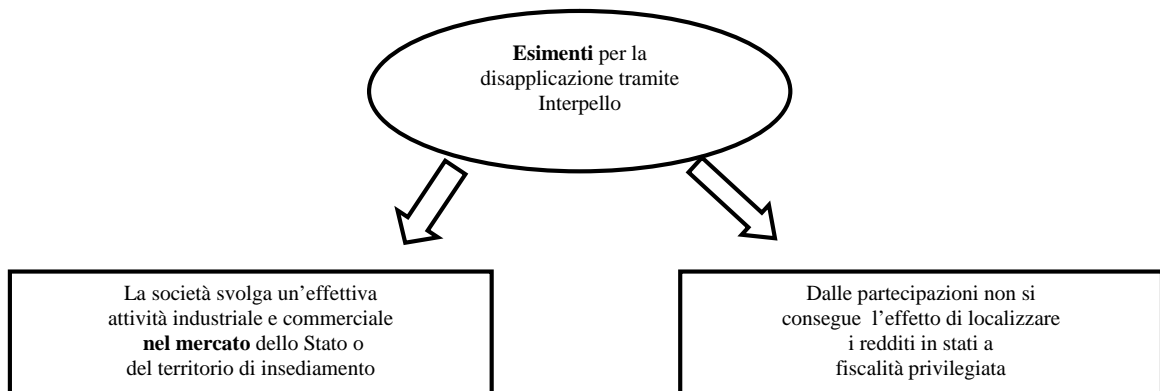 Esimenti per la
disapplicazione tramite
Interpello
La società svolga un’effettiva
attività industriale e commerciale
nel mercato dello Stato o
del territorio di insediamento
Dalle partecipazioni non si
consegue l’effetto di localizzare
i redditi in stati a
fiscalità privilegiata